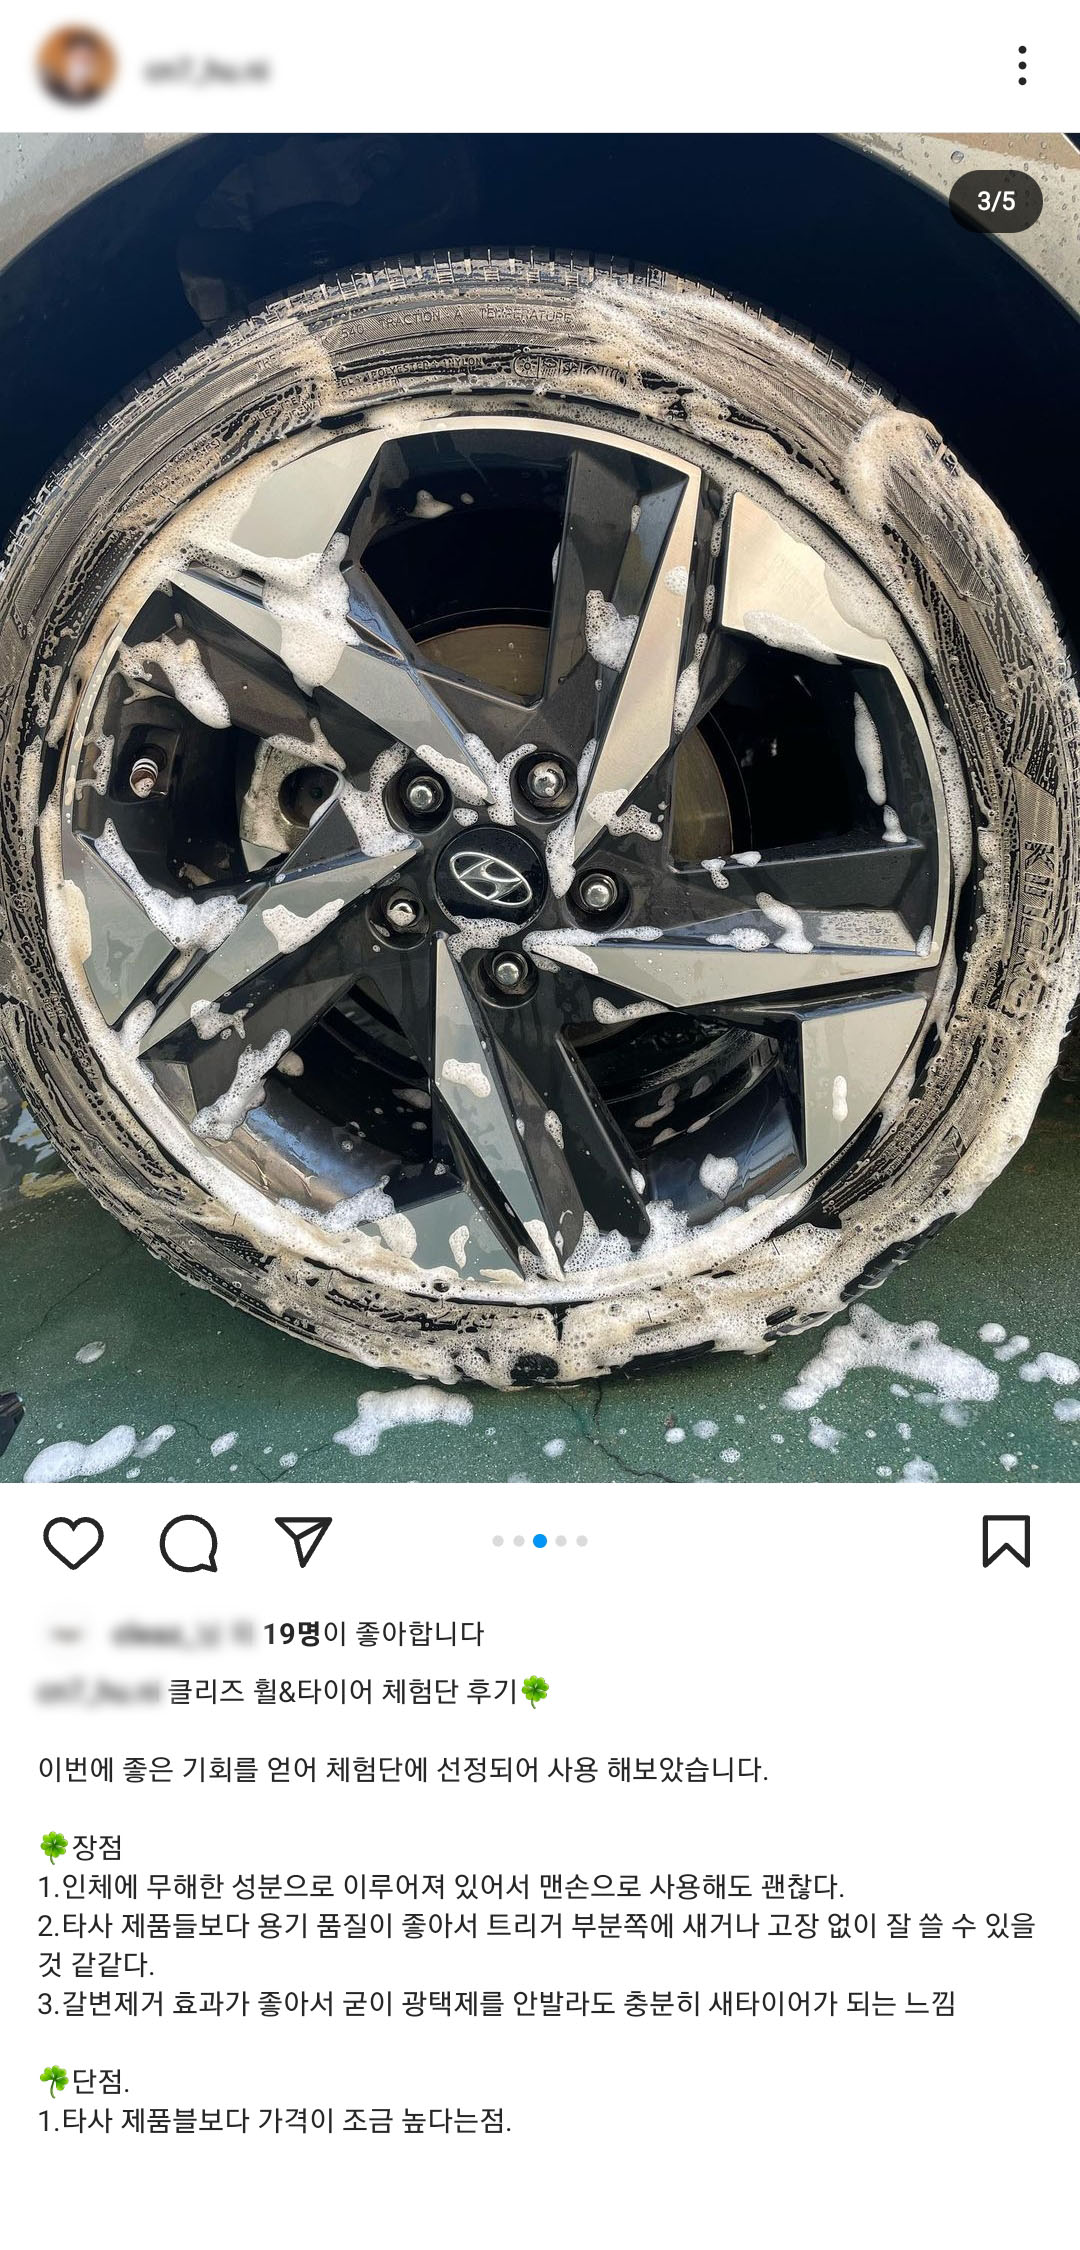 3/5
540 TRACTION A TEMPERATURE
19명이 좋아합니다
클리즈 휠&타이어 체험단 후기🍀
이번에 좋은 기회를 얻어 체험단에 선정되어 사용 해보았습니다.
🍀장점
1.인체에 무해한 성분으로 이루어져 있어서 맨손으로 사용해도 괜찮다.
2.타사 제품들보다 용기 품질이 좋아서 트리거 부분쪽에 새거나 고장 없이 잘 쓸 수 있을
것 같같다.
3.갈변제거 효과가 좋아서 굳이 광택제를 안발라도 충분히 새타이어가 되는 느낌
☘️단점.
1.타사 제품블보다 가격이 조금 높다는점.